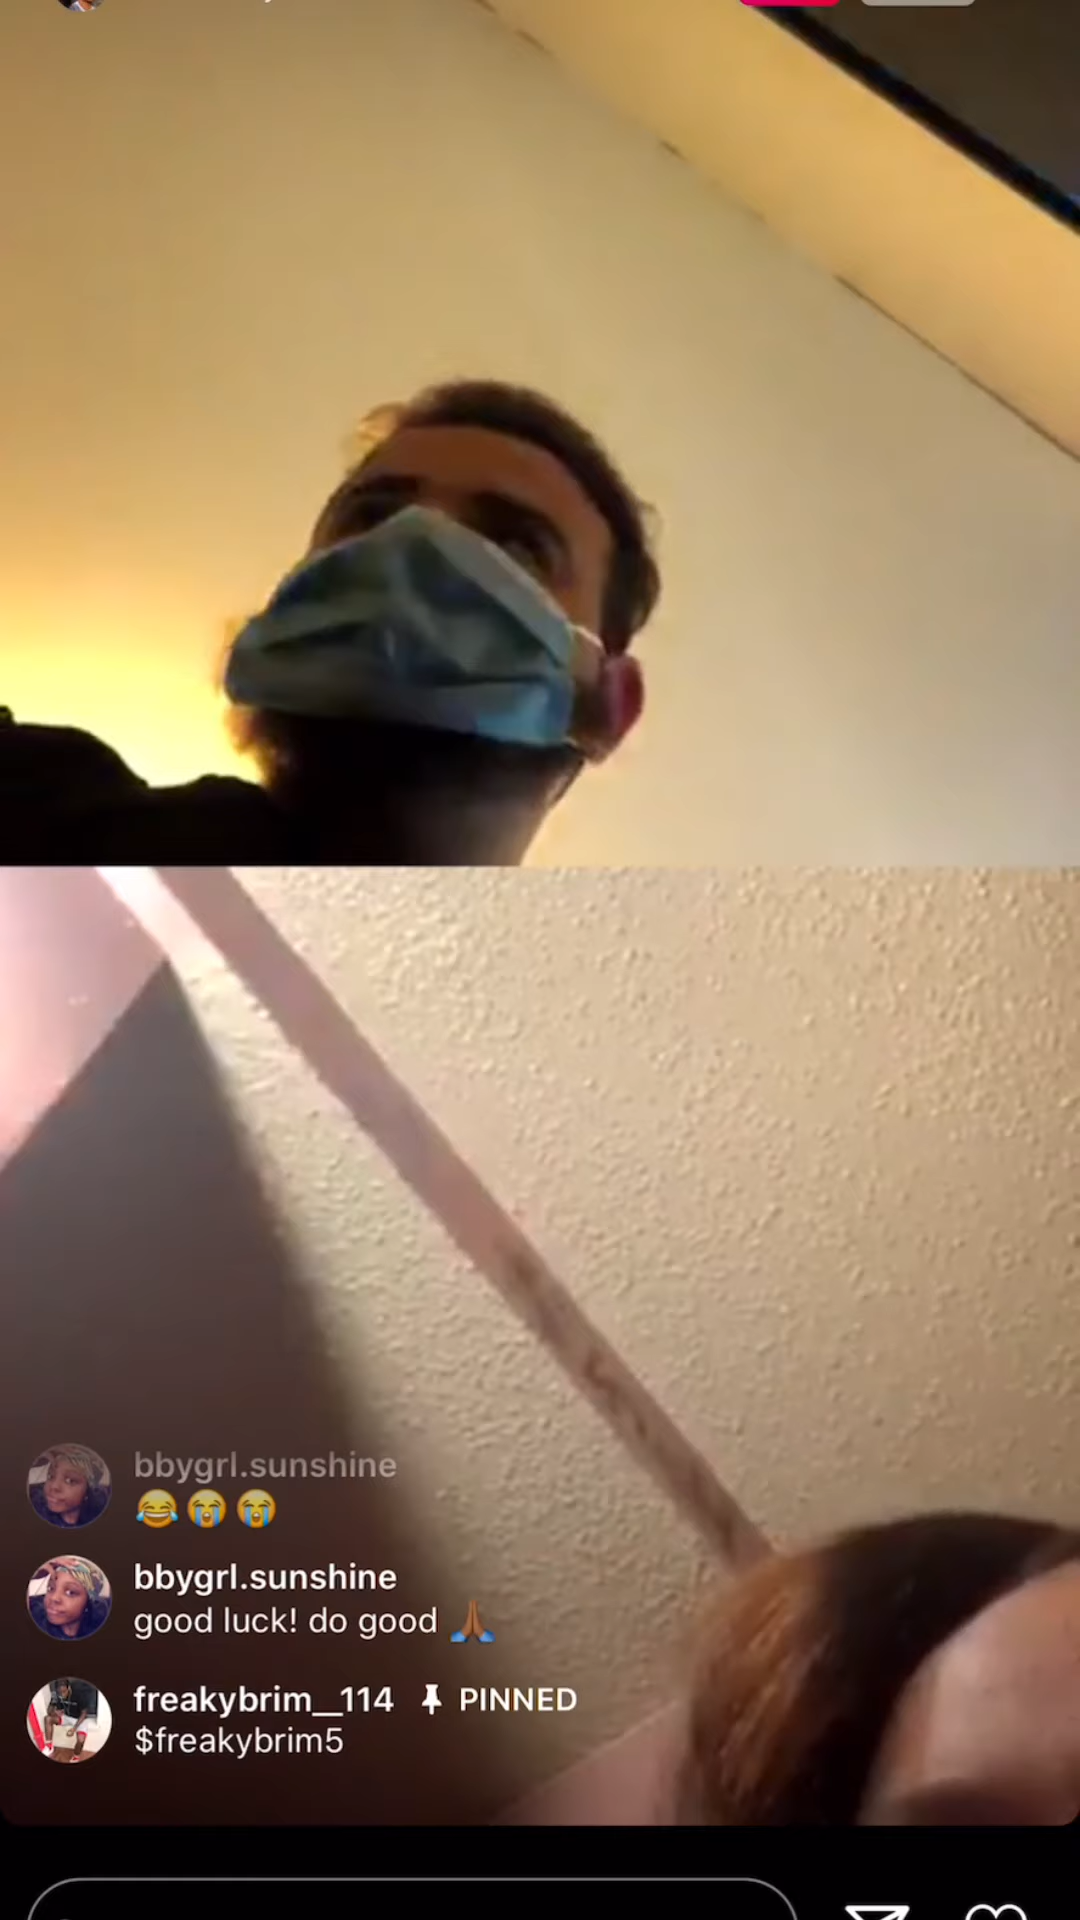 bbygrl.sunshine
😂😭😭
bbygrl.sunshine
good luck! do good 🙏🏾
freakybrim__114 📌 PINNED
$freakybrim5